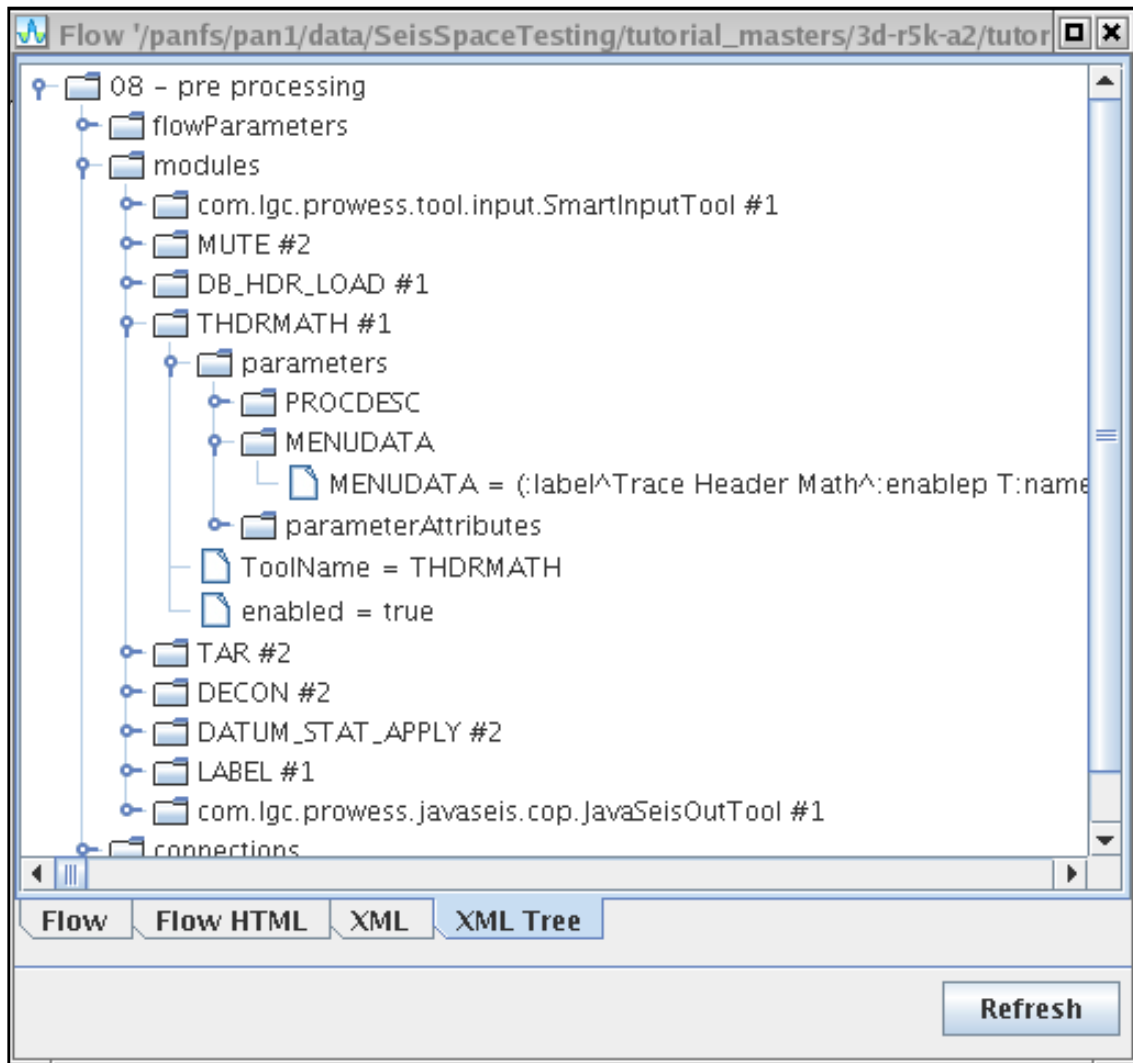 Flow '/panfs/pan1/data/SeisSpaceTesting/tutorial_masters/3d-r5k-a2/tutor
08 - pre processing
flowParameters
modules
com.lgc.prowess.tool.input.SmartInputTool #1
MUTE #2
DB_HDR_LOAD #1
THDRMATH #1
parameters
PROCDESC
MENUDATA
MENUDATA = (:label^Trace Header Math^:enablep T:name
parameterAttributes
ToolName = THDRMATH
enabled = true
TAR #2
DECON #2
DATUM_STAT_APPLY #2
LABEL #1
com.lgc.prowess.javaseis.cop.JavaSeisOutTool #1
connections
Flow Flow HTML XML XML Tree
Refresh